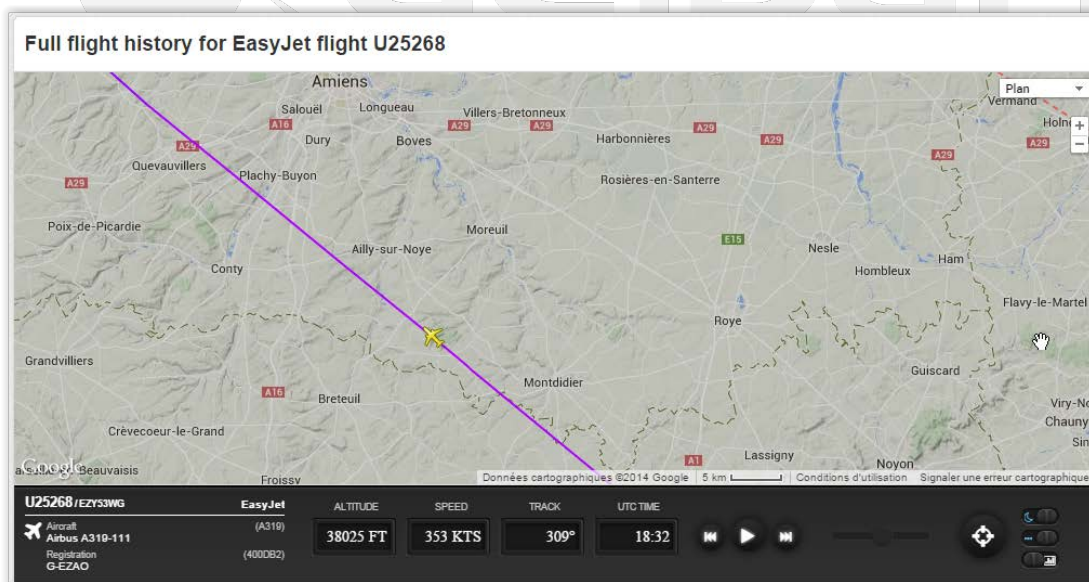 Full flight history for EasyJet flight U25268
Plan
Amiens
Vermand
Salouël
Longueau
Villers-Bretonneux
A16
A29
A29
A29
Dury
Boves
Harbonnières
A29
A29
A29
A29
Quevauvillers
Plachy-Buyon
A29
Rosières-en-Santerre
Poix-de-Picardie
Moreuil
E15
Ailly-sur-Noye
Nesle
Ham
Conty
Hombleux
Flavy-le-Martel
Roye
Grandvilliers
Guiscard
Montdidier
A16
Breteuil
Viry-No
Chauny
Crèvecoeur-le-Grand
Sin
Lassigny
A1
Noyon
Google
Beauvaisis
Froissy
Données cartographiques ©2014 Google
5 km
Conditions d'utilisation
Signaler une erreur cartographique
U25268/EZY53WG
EasyJet
ALTITUDE
SPEED
TRACK
UTC TIME
Aircraft
(A319)
Airbus A319-111
38025 FT
353 KTS
309°
18:32
Registration
(400DB2)
G-EZAO